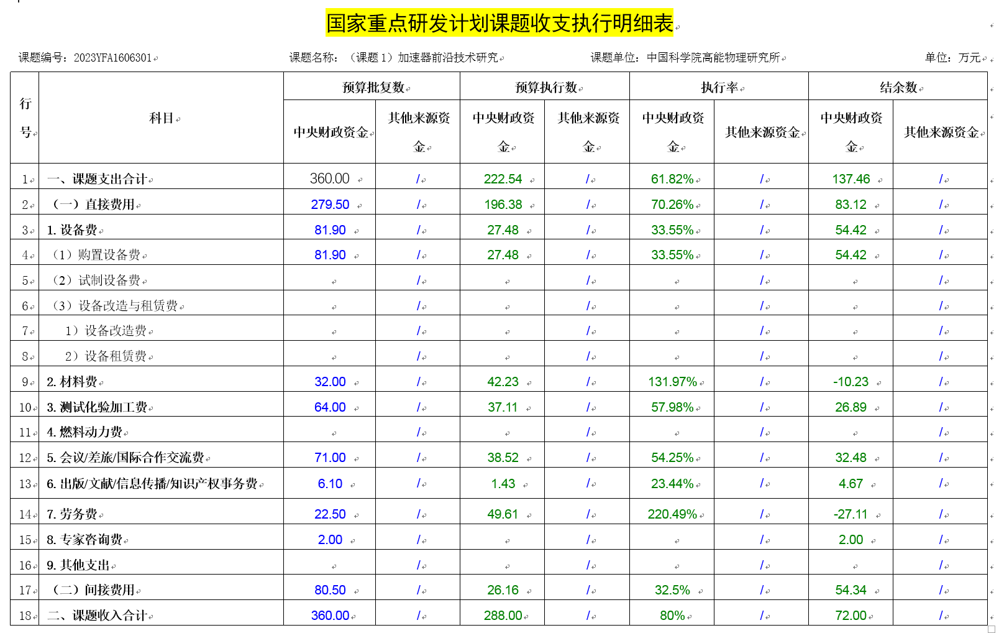 国家重点研发计划课题收支执行明细表
课题编号：2023YFA1606301 课题名称：（课题1）加速器前沿技术研究 课题单位：中国科学院高能物理研究所 单位：万元
行号 科目 预算批复数 预算执行数 执行率 结余数
中央财政资金 其他来源资金 中央财政资金 其他来源资金 中央财政资金 其他来源资金 中央财政资金 其他来源资金
1 一、课题支出合计 360.00 / 222.54 / 61.82% / 137.46 /
2 （一）直接费用 279.50 / 196.38 / 70.26% / 83.12 /
3 1. 设备费 81.90 / 27.48 / 33.55% / 54.42 /
4 （1）购置设备费 81.90 / 27.48 / 33.55% / 54.42 /
5 （2）试制设备费 / / / /
6 （3）设备改造与租赁费 / / / /
7 1）设备改造费 / / / /
8 2）设备租赁费 / / / /
9 2. 材料费 32.00 / 42.23 / 131.97% / -10.23 /
10 3. 测试化验加工费 64.00 / 37.11 / 57.98% / 26.89 /
11 4. 燃料动力费 / / / /
12 5. 会议/差旅/国际合作交流费 71.00 / 38.52 / 54.25% / 32.48 /
13 6. 出版/文献/信息传播/知识产权事务费 6.10 / 1.43 / 23.44% / 4.67 /
14 7. 劳务费 22.50 / 49.61 / 220.49% / -27.11 /
15 8. 专家咨询费 2.00 / / / 2.00 /
16 9. 其他支出 / / / /
17 （二）间接费用 80.50 / 26.16 / 32.5% / 54.34 /
18 二、课题收入合计 360.00 / 288.00 / 80% / 72.00 /